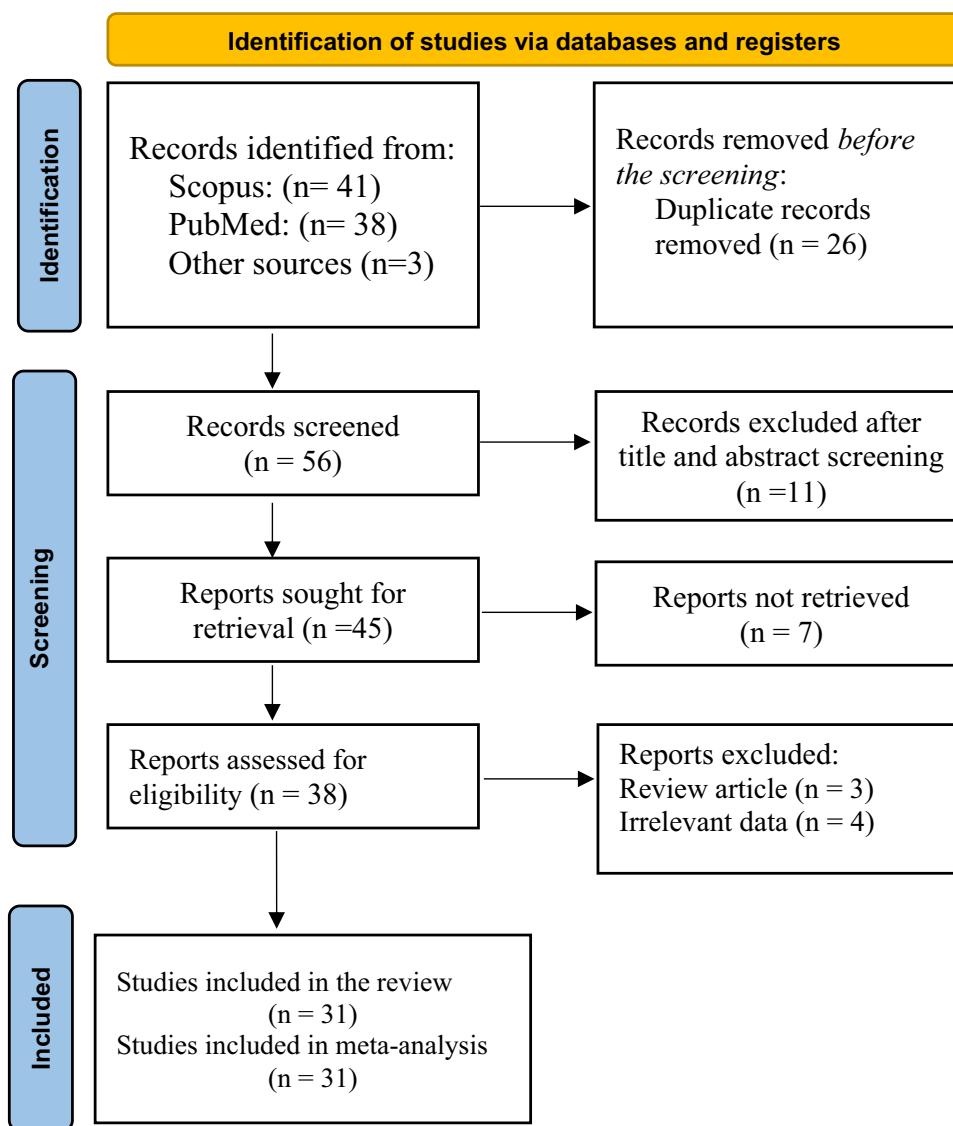 Identification of studies via databases and registers
Identification
Records identified from:
Scopus: (n= 41)
PubMed: (n= 38)
Other sources (n=3)
Records removed before
the screening:
Duplicate records
removed (n = 26)
Screening
Records screened
(n = 56)
Records excluded after
title and abstract screening
(n =11)
Reports sought for
retrieval (n =45)
Reports not retrieved
(n = 7)
Reports assessed for
eligibility (n = 38)
Reports excluded:
Review article (n = 3)
Irrelevant data (n = 4)
Included
Studies included in the review
(n = 31)
Studies included in meta-analysis
(n = 31)